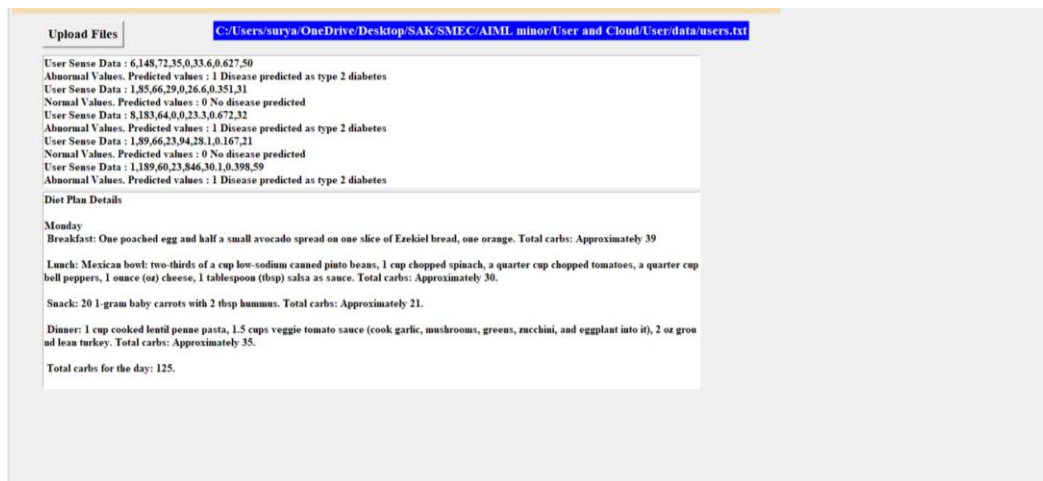 Upload Files
C:/Users/surya/OneDrive/Desktop/SAK/SMEC/AIML minor/User and Cloud/User/data/users.txt
User Sense Data : 6,148,72,35,0,33.6,0.627,50
Abnormal Values. Predicted values : 1 Disease predicted as type 2 diabetes
User Sense Data : 1,85,66,29,0,26.6,0.351,31
Normal Values. Predicted values : 0 No disease predicted
User Sense Data : 8,183,64,0,0,23.3,0.672,32
Abnormal Values. Predicted values : 1 Disease predicted as type 2 diabetes
User Sense Data : 1,89,66,23,94,28.1,0.167,21
Normal Values. Predicted values : 0 No disease predicted
User Sense Data : 1,189,60,23,846,30.1,0.398,59
Abnormal Values. Predicted values : 1 Disease predicted as type 2 diabetes
Diet Plan Details
Monday
Breakfast: One poached egg and half a small avocado spread on one slice of Ezekiel bread, one orange. Total carbs: Approximately 39
Lunch: Mexican bowl: two-thirds of a cup low-sodium canned pinto beans, 1 cup chopped spinach, a quarter cup chopped tomatoes, a quarter cup
bell peppers, 1 ounce (oz) cheese, 1 tablespoon (tbsp) salsa as sauce. Total carbs: Approximately 30.
Snack: 20 1-gram baby carrots with 2 tbsp hummus. Total carbs: Approximately 21.
Dinner: 1 cup cooked lentil penne pasta, 1.5 cups veggie tomato sauce (cook garlic, mushrooms, greens, zucchini, and eggplant into it), 2 oz grou
nd lean turkey. Total carbs: Approximately 35.
Total carbs for the day: 125.